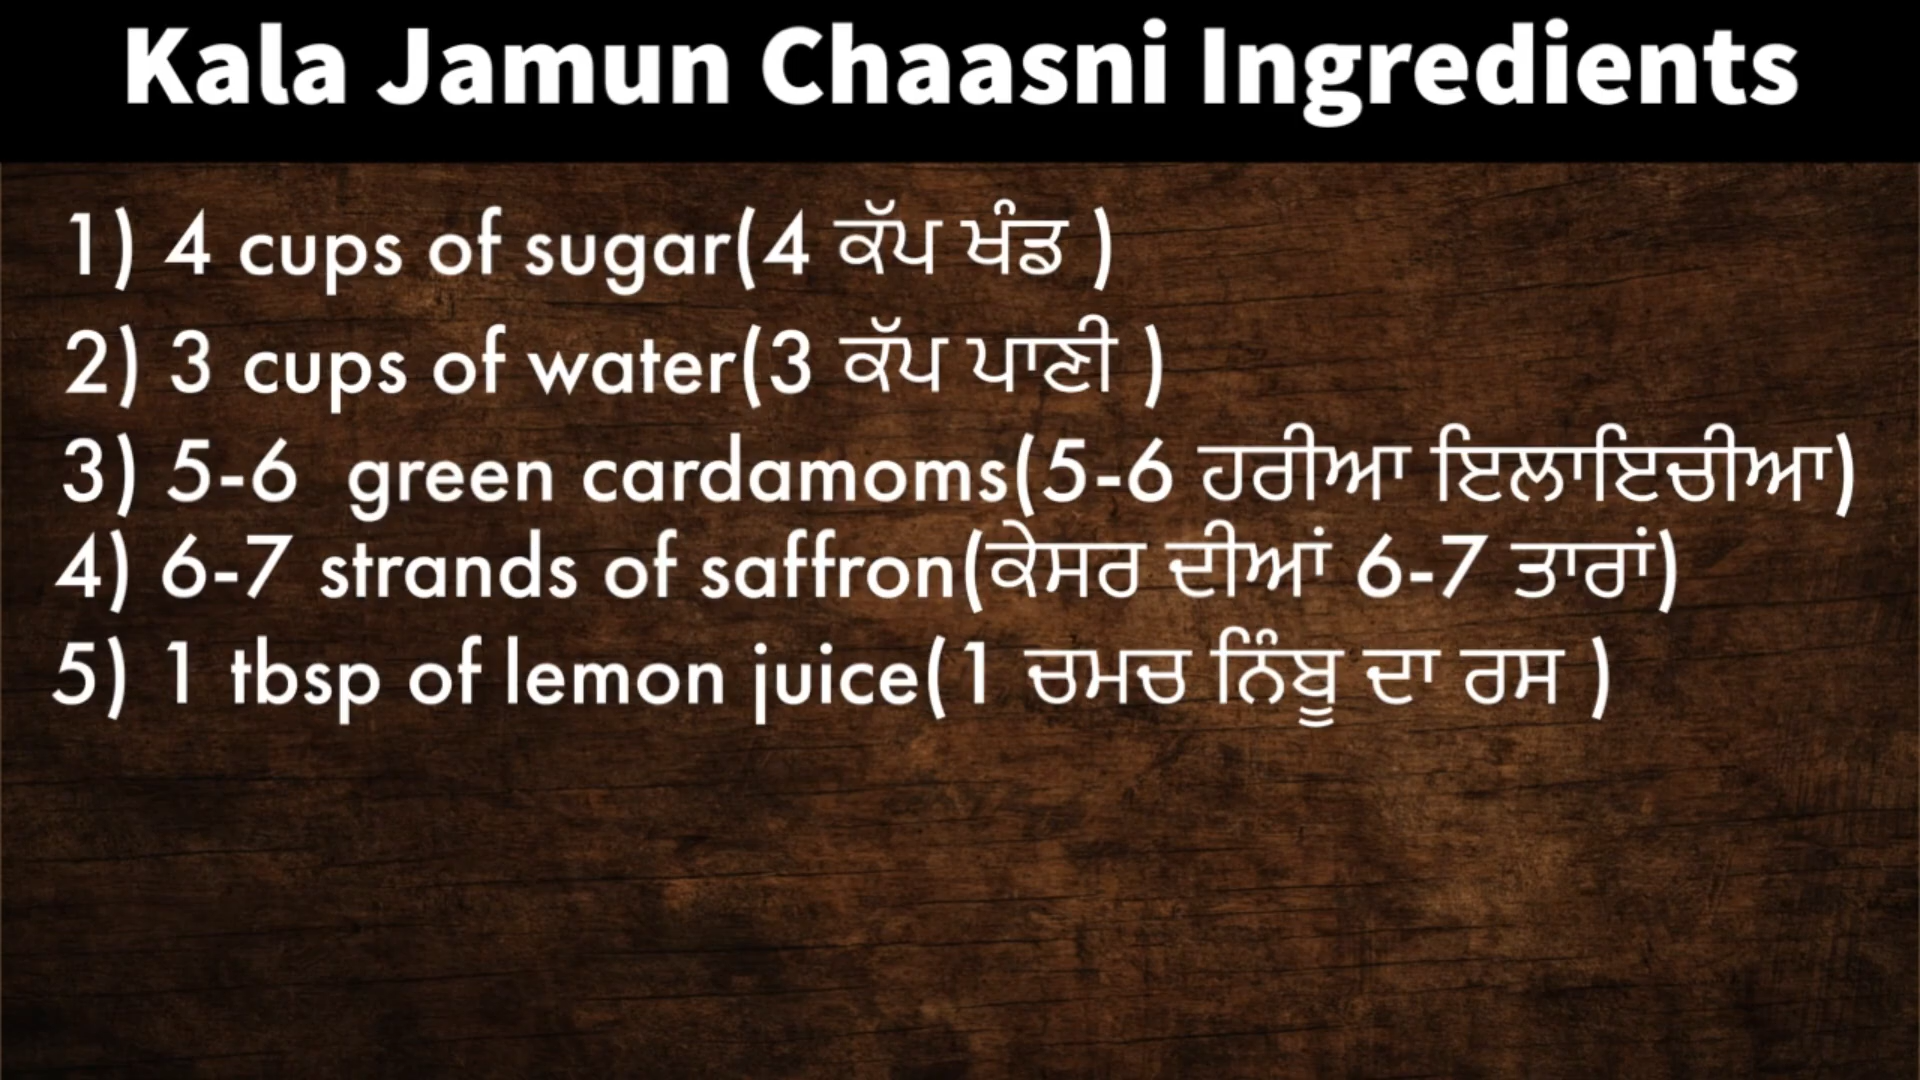 Kala Jamun Chaasni Ingredients
1) 4 cups of sugar(4 ਕੱਪ ਖੰਡ )
2) 3 cups of water(3 ਕੱਪ ਪਾਣੀ )
3) 5-6 green cardamoms(5-6 ਹਰੀਆ ਇਲਾਇਚੀਆ)
4) 6-7 strands of saffron(ਕੇਸਰ ਦੀਆਂ 6-7 ਤਾਰਾਂ)
5) 1 tbsp of lemon juice(1 ਚਮਚ ਨਿੰਬੂ ਦਾ ਰਸ )